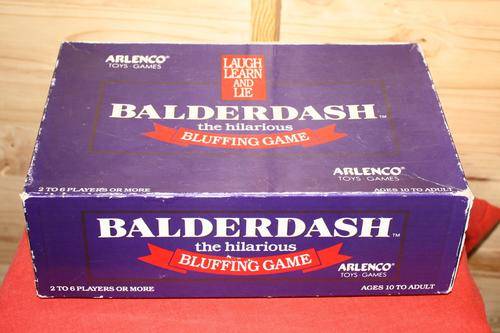 ARLENCO®
TOYS · GAMES
LAUGH
LEARN
AND
LIE
BALDERDASH™
the hilarious
BLUFFING GAME
ARLENCO®
TOYS · GAMES
2 TO 6 PLAYERS OR MORE
AGES 10 TO ADULT
BALDERDASH™
the hilarious
BLUFFING GAME
ARLENCO®
TOYS · GAMES
2 TO 6 PLAYERS OR MORE
AGES 10 TO ADULT